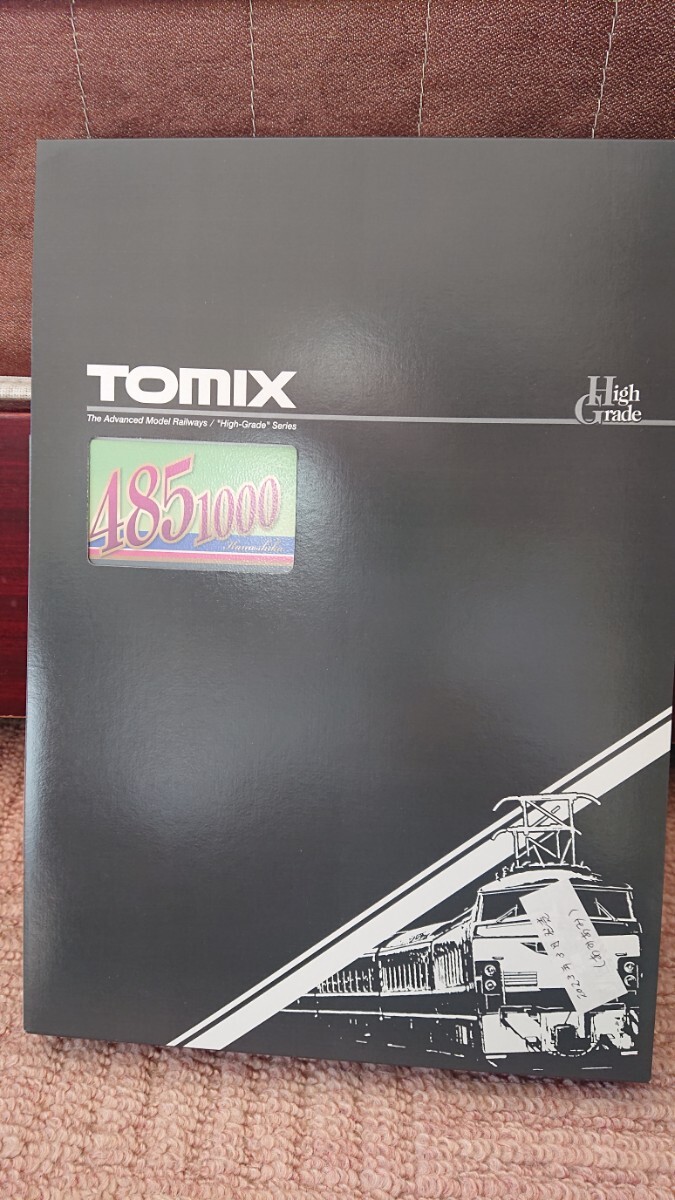 TOMIX
High
Grade
The Advanced Model Railways / "High-Grade" Series
485 1000